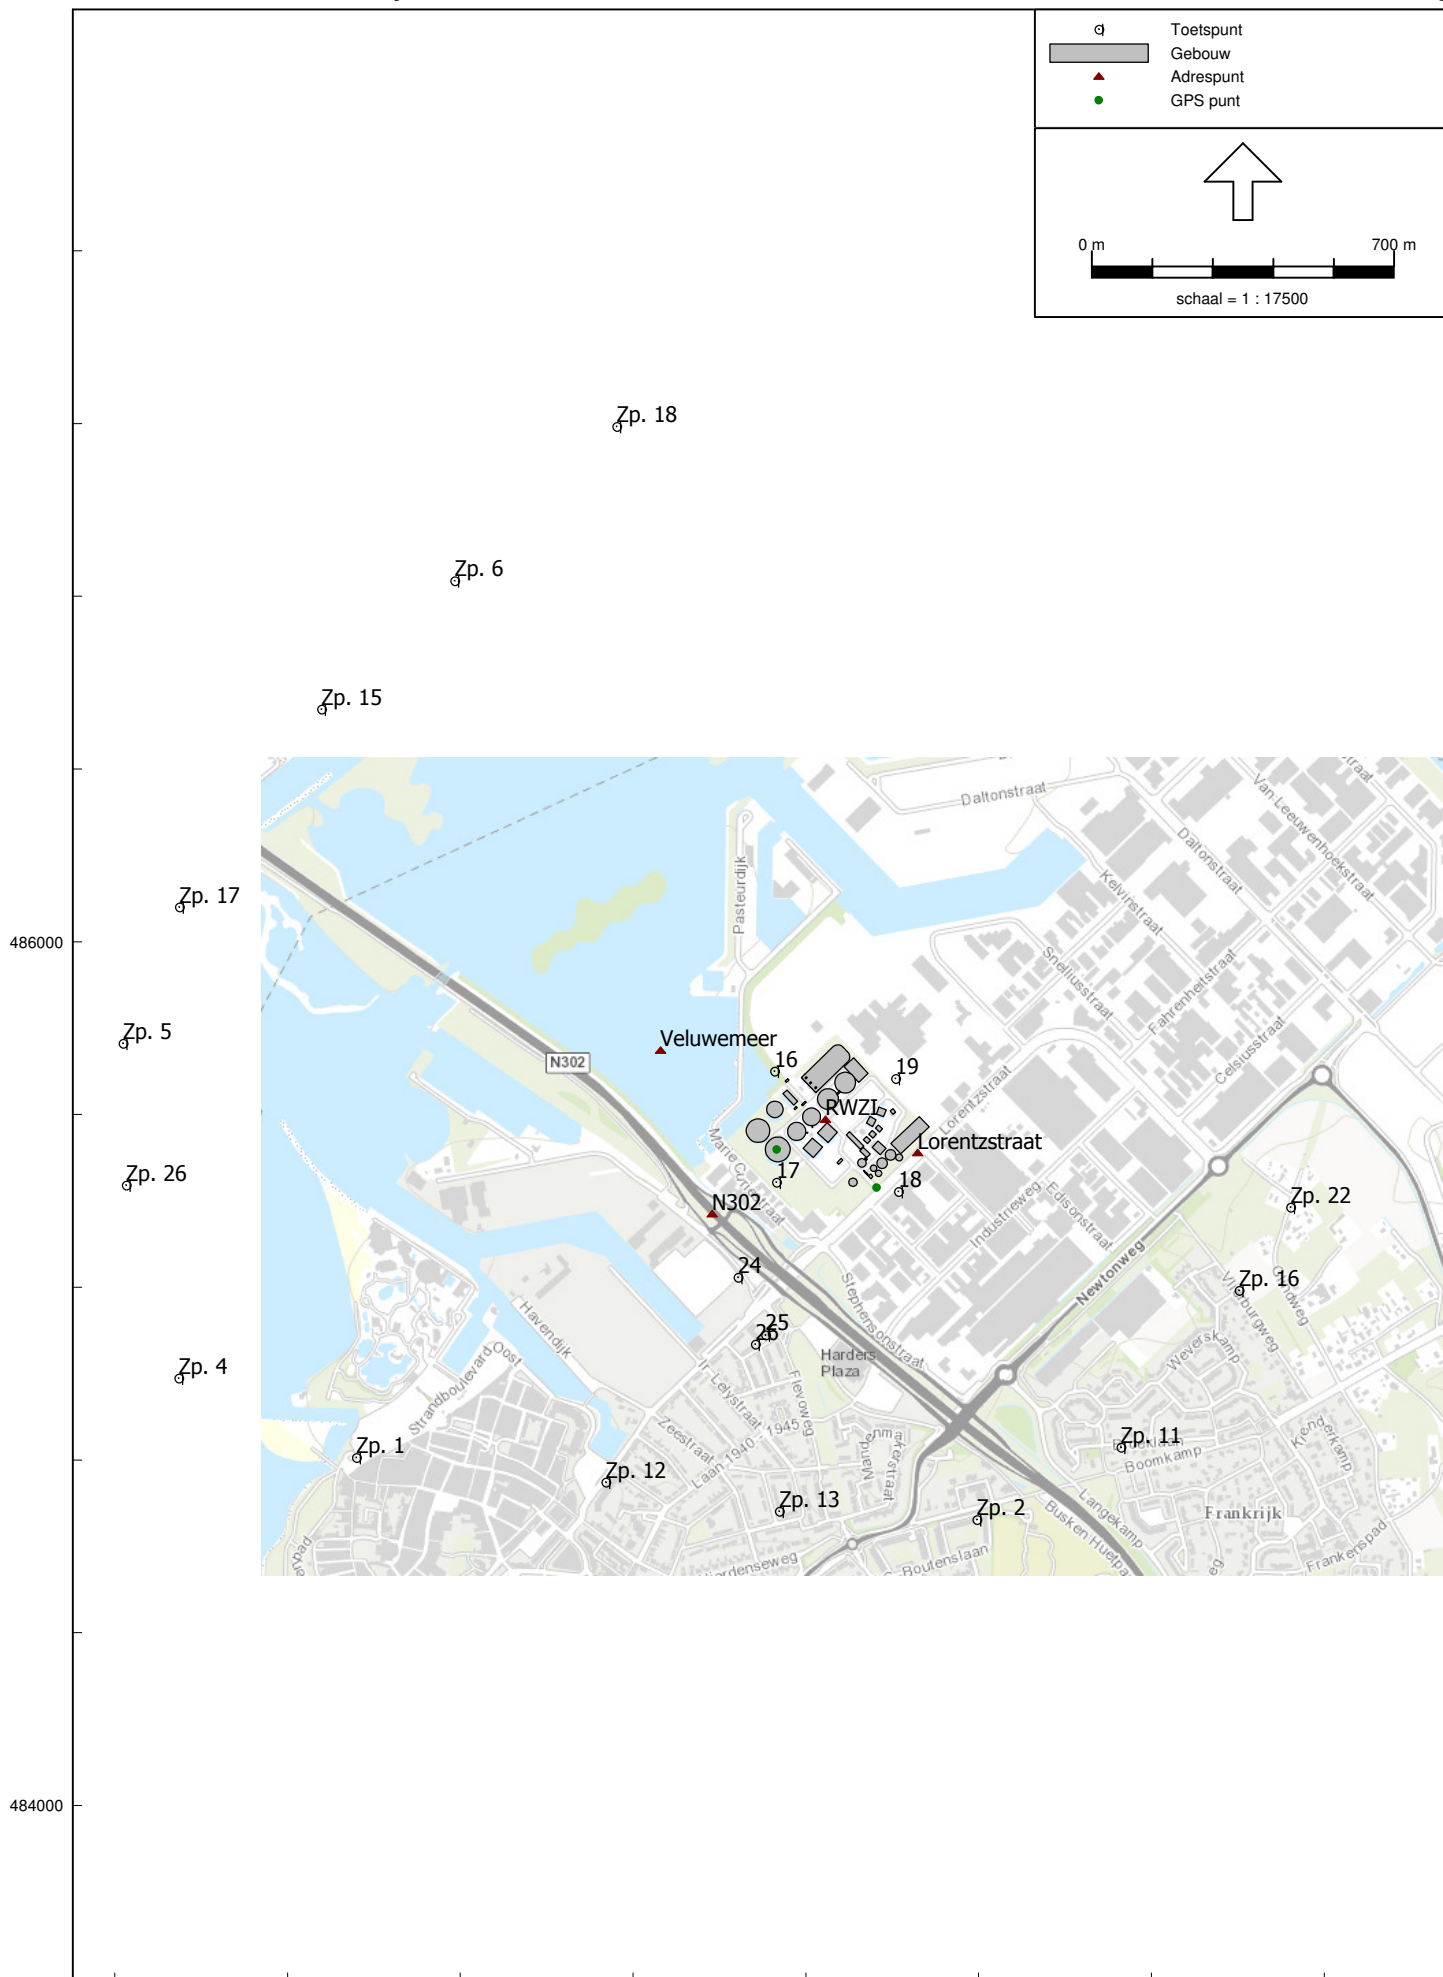 Toetspunt
Gebouw
Adrespunt
GPS punt
0 m
700 m
schaal = 1 : 17500
Zp. 18
Zp. 6
Zp. 15
Zp. 17
486000
Zp. 5
Zp. 26
Zp. 4
Zp. 1
Zp. 12
Zp. 13
Zp. 2
Zp. 11
Zp. 16
Zp. 22
Daltonstraat
Van Leeuwenhoekstraat
Daltonstraat
Kelvinstraat
Pasteurdijk
Snelliusstraat
Fahrenheitstraat
Celsiusstraat
Veluwemeer
N302
16
19
RWZI
Lorentzstraat
Lorentzstraat
17
18
Marie Curiestraat
N302
Industrieweg
Edisonstraat
Newtonweg
24
25
26
Stephensonstraat
Harders
Plaza
Havendijk
Strandboulevard Oost
Ir. Lelystraat
Flevoweg
Zeestraat
Laan 1940 - 1945
Weverskamp
Boomkamp
Frankrijk
Langekamp
Frankenspad
Boutenslaan
484000